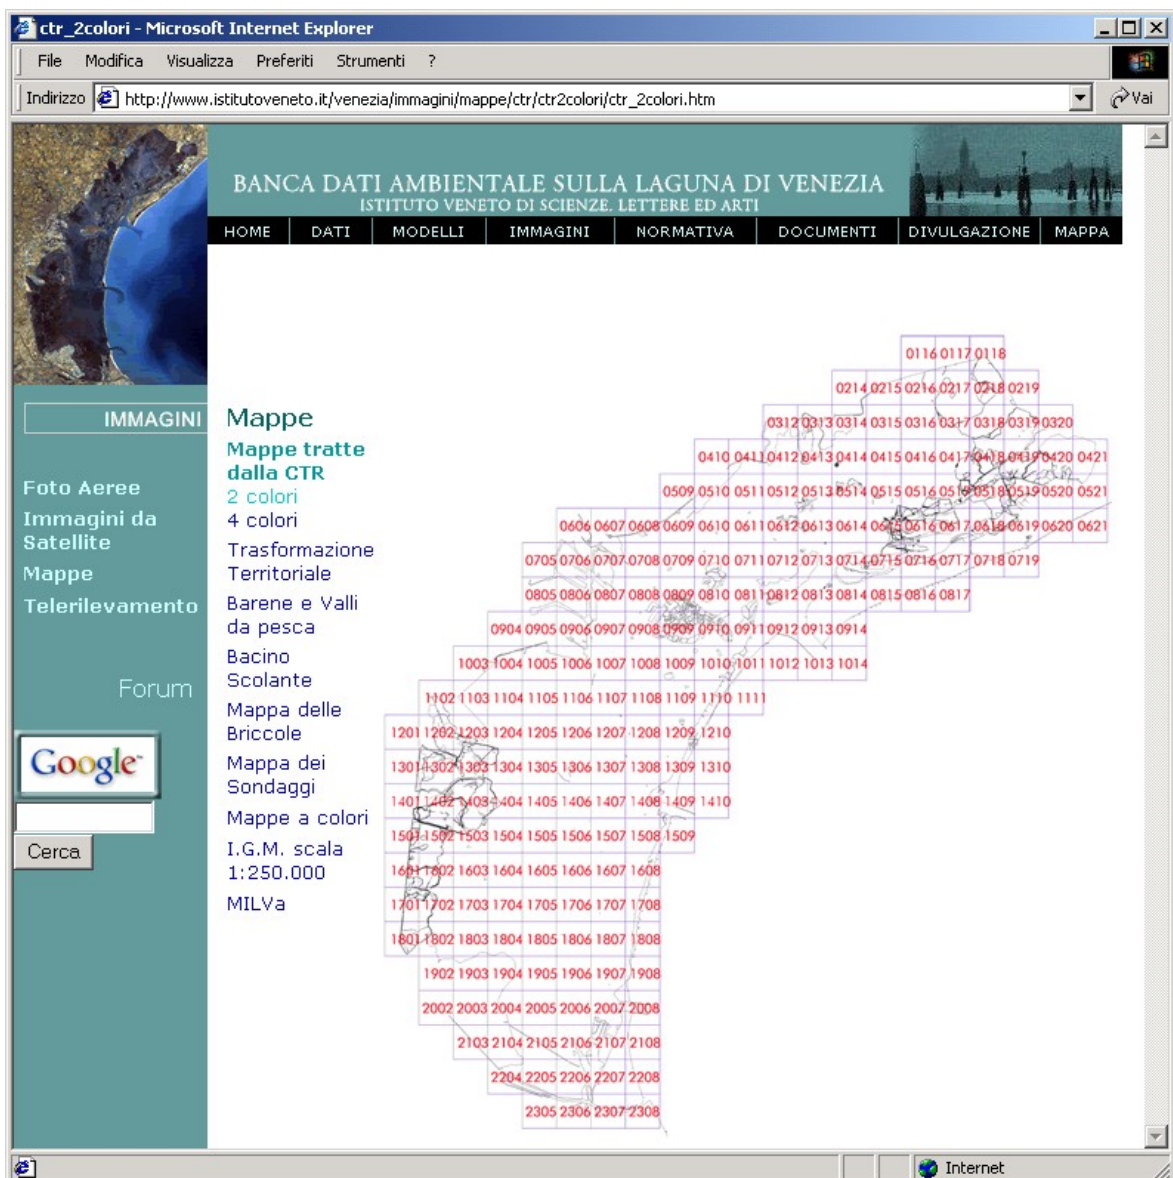 ctr_2colori - Microsoft Internet Explorer
File Modifica Visualizza Preferiti Strumenti ?
Indirizzo http://www.istitutoveneto.it/venezia/immagini/mappe/ctr/ctr2colori/ctr_2colori.htm Vai
BANCA DATI AMBIENTALE SULLA LAGUNA DI VENEZIA
ISTITUTO VENETO DI SCIENZE. LETTERE ED ARTI
HOME DATI MODELLI IMMAGINI NORMATIVA DOCUMENTI DIVULGAZIONE MAPPA
IMMAGINI
Foto Aeree
Immagini da
Satellite
Mappe
Telerilevamento
Forum
Google
Cerca
Mappe
Mappe tratte
dalla CTR
2 colori
4 colori
Trasformazione
Territoriale
Barene e Valli
da pesca
Bacino
Scolante
Mappa delle
Briccole
Mappa dei
Sondaggi
Mappe a colori
I.G.M. scala
1:250.000
MILVa
0116 0117 0118
0214 0215 0216 0217 0218 0219
0312 0313 0314 0315 0316 0317 0318 0319 0320
0410 0411 0412 0413 0414 0415 0416 0417 0418 0419 0420 0421
0509 0510 0511 0512 0513 0514 0515 0516 0517 0518 0519 0520 0521
0606 0607 0608 0609 0610 0611 0612 0613 0614 0615 0616 0617 0618 0619 0620 0621
0705 0706 0707 0708 0709 0710 0711 0712 0713 0714 0715 0716 0717 0718 0719
0805 0806 0807 0808 0809 0810 0811 0812 0813 0814 0815 0816 0817
0904 0905 0906 0907 0908 0909 0910 0911 0912 0913 0914
1003 1004 1005 1006 1007 1008 1009 1010 1011 1012 1013 1014
1102 1103 1104 1105 1106 1107 1108 1109 1110 1111
1201 1202 1203 1204 1205 1206 1207 1208 1209 1210
1301 1302 1303 1304 1305 1306 1307 1308 1309 1310
1401 1402 1403 1404 1405 1406 1407 1408 1409 1410
1501 1502 1503 1504 1505 1506 1507 1508 1509
1601 1602 1603 1604 1605 1606 1607 1608
1701 1702 1703 1704 1705 1706 1707 1708
1801 1802 1803 1804 1805 1806 1807 1808
1902 1903 1904 1905 1906 1907 1908
2002 2003 2004 2005 2006 2007 2008
2103 2104 2105 2106 2107 2108
2204 2205 2206 2207 2208
2305 2306 2307 2308
Internet